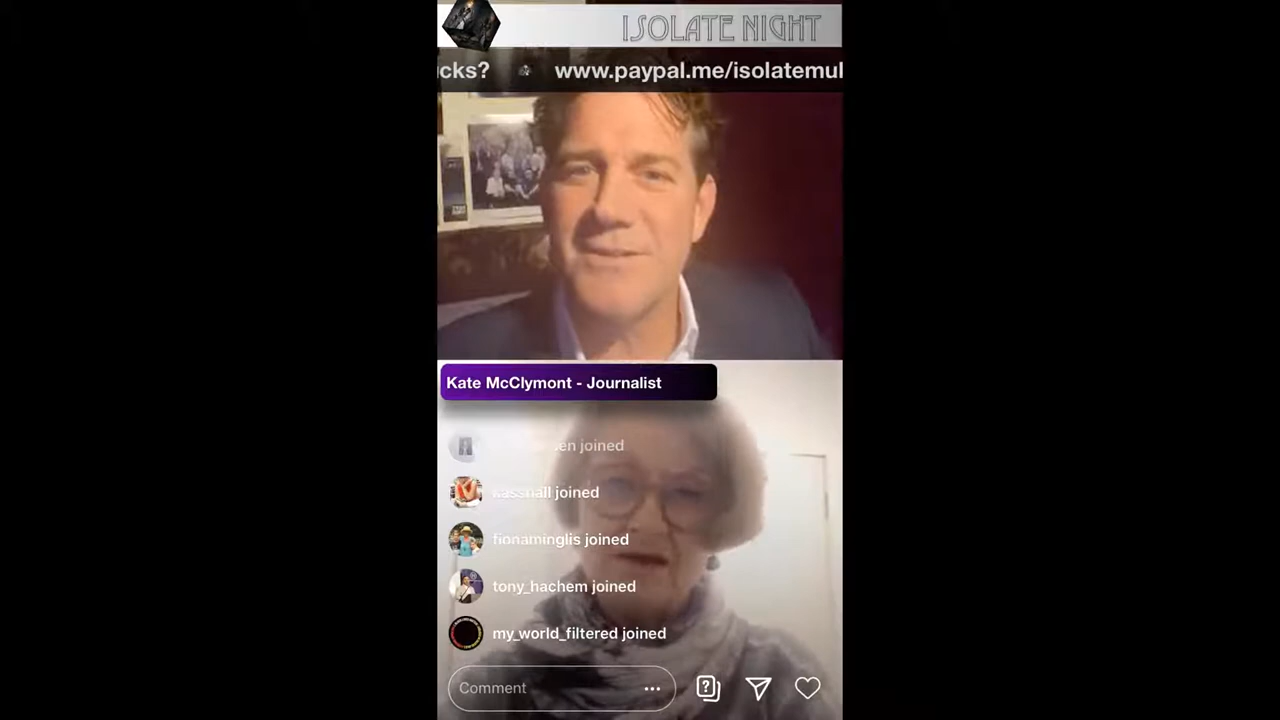 ISOLATE NIGHT
cks? www.paypal.me/isolatemul
Kate McClymont - Journalist
en joined
joined
fionaminglis joined
tony_hachem joined
my_world_filtered joined
Comment